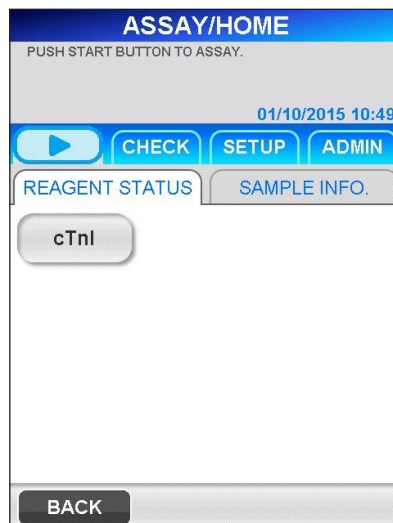 ASSAY/HOME
PUSH START BUTTON TO ASSAY.
01/10/2015 10:49
CHECK SETUP ADMIN
REAGENT STATUS SAMPLE INFO.
cTnI
BACK